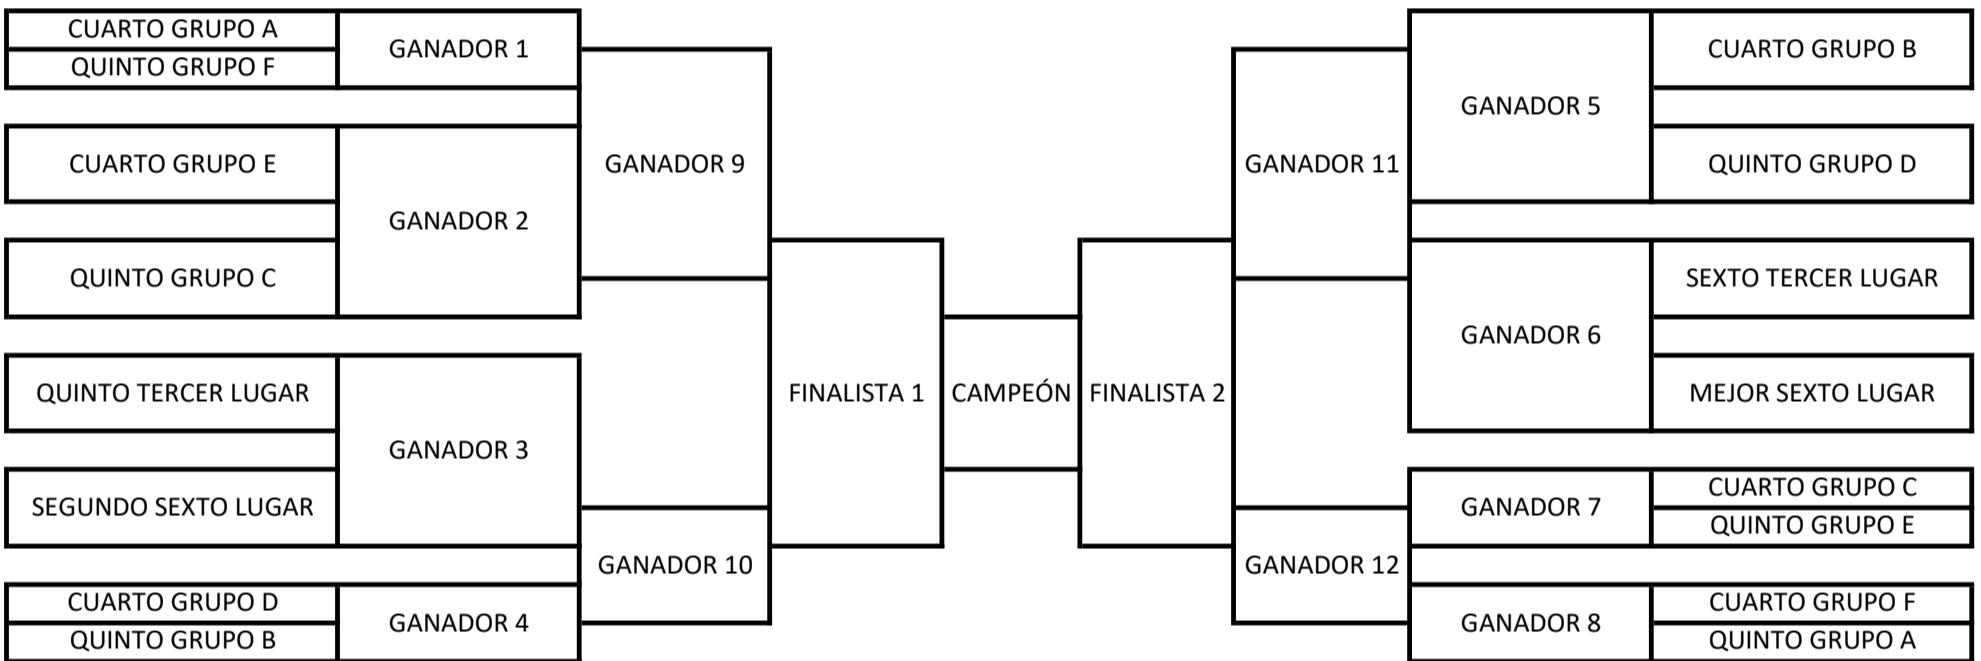 CUARTO GRUPO A
QUINTO GRUPO F
GANADOR 1
CUARTO GRUPO E
QUINTO GRUPO C
GANADOR 2
QUINTO TERCER LUGAR
SEGUNDO SEXTO LUGAR
GANADOR 3
CUARTO GRUPO D
QUINTO GRUPO B
GANADOR 4
GANADOR 9
GANADOR 10
FINALISTA 1
CAMPEÓN
FINALISTA 2
GANADOR 11
GANADOR 12
GANADOR 5
CUARTO GRUPO B
QUINTO GRUPO D
GANADOR 6
SEXTO TERCER LUGAR
MEJOR SEXTO LUGAR
GANADOR 7
CUARTO GRUPO C
QUINTO GRUPO E
GANADOR 8
CUARTO GRUPO F
QUINTO GRUPO A